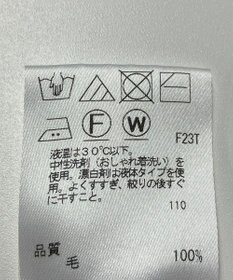 F W F23T
液温は30℃以下。
中性洗剤（おしゃれ着洗い）を
使用。漂白剤は液体タイプを使
用。よくすすぎ、絞りの後すぐ
に干すこと。
110
品質
毛 100%